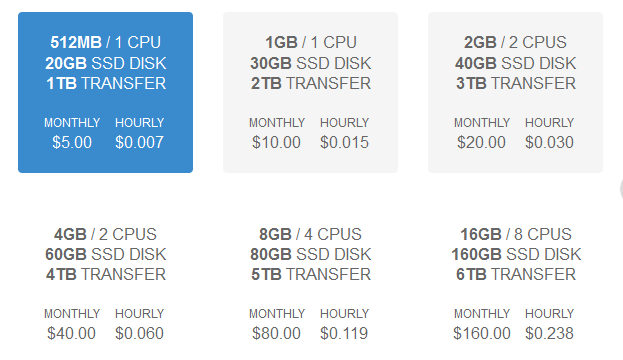 512MB / 1 CPU
20GB SSD DISK
1TB TRANSFER
MONTHLY HOURLY
$5.00 $0.007
1GB / 1 CPU
30GB SSD DISK
2TB TRANSFER
MONTHLY HOURLY
$10.00 $0.015
2GB / 2 CPUS
40GB SSD DISK
3TB TRANSFER
MONTHLY HOURLY
$20.00 $0.030
4GB / 2 CPUS
60GB SSD DISK
4TB TRANSFER
MONTHLY HOURLY
$40.00 $0.060
8GB / 4 CPUS
80GB SSD DISK
5TB TRANSFER
MONTHLY HOURLY
$80.00 $0.119
16GB / 8 CPUS
160GB SSD DISK
6TB TRANSFER
MONTHLY HOURLY
$160.00 $0.238